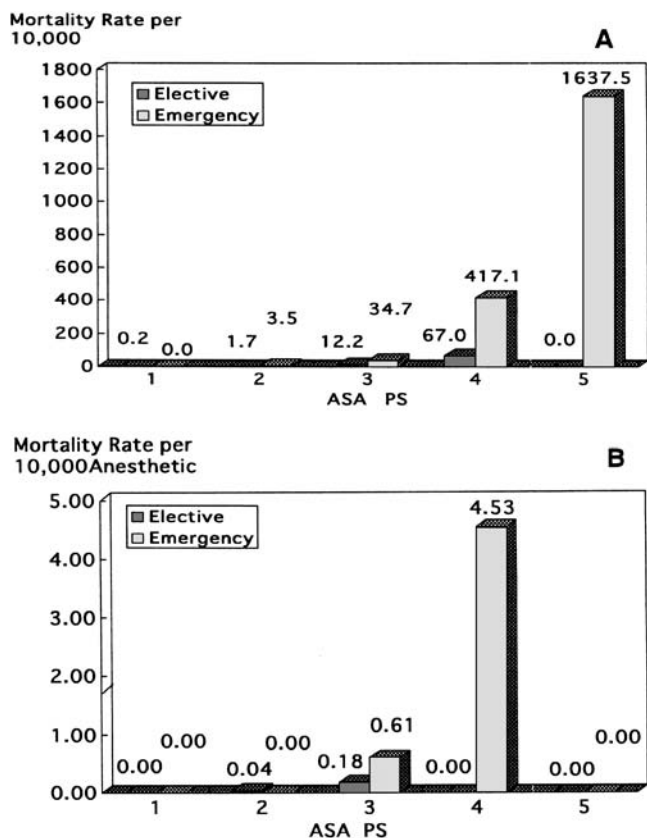 Mortality Rate per
10,000
A
1800
1637.5
Elective
Emergency
1600
1400
1200
1000
800
600
417.1
400
34.7
3.5
67.0
200
0.2
0.0
1.7
12.2
0.0
0
1 2 3 4 5
ASA PS
Mortality Rate per
10,000Anesthetic
B
5.00
4.53
Elective
Emergency
4.00
3.00
2.00
1.00
0.61
0.00
0.00
0.00
0.00
0.04
0.18
0.00
0.00
0.00
1 2 3 4 5
ASA PS